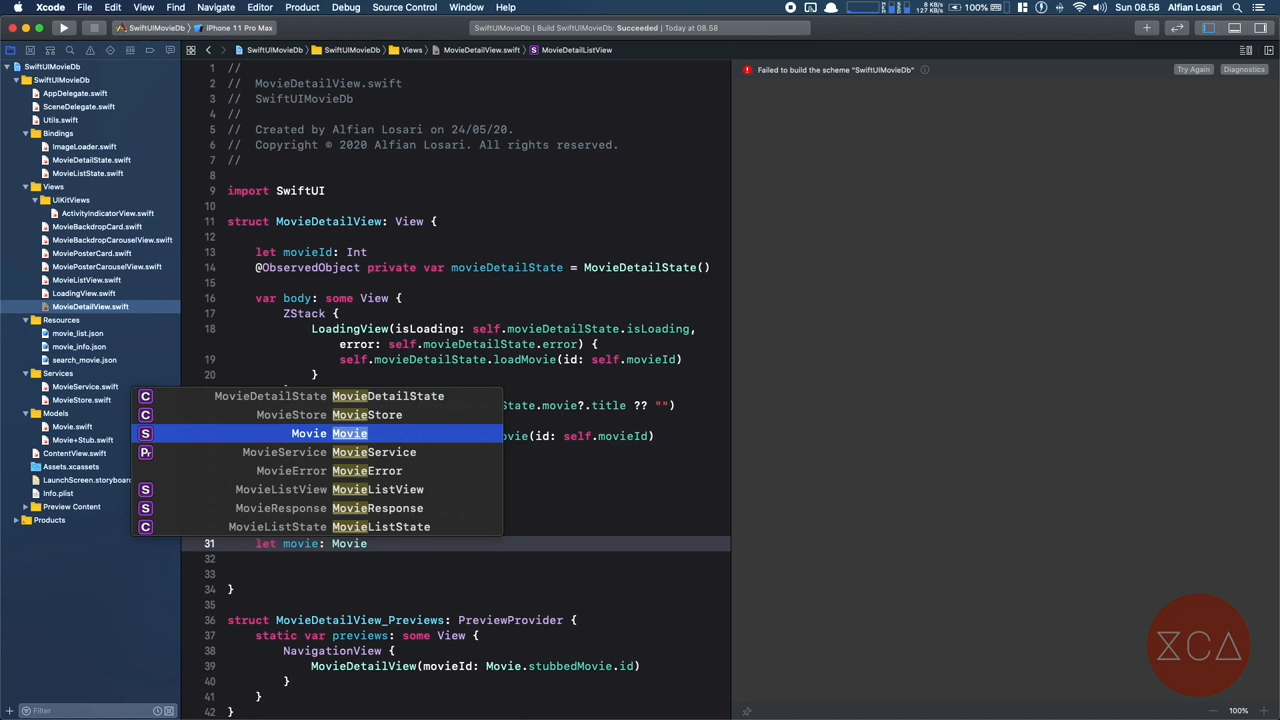 Xcode File Edit View Find Navigate Editor Product Debug Source Control Window Help
100% Sun 08.58 Alfian Losari
SwiftUIMovieDb iPhone 11 Pro Max
SwiftUIMovieDb | Build SwiftUIMovieDb: Succeeded | Today at 08.58
SwiftUIMovieDb SwiftUIMovieDb Views MovieDetailView.swift MovieDetailListView
SwiftUIMovieDb
SwiftUIMovieDb
AppDelegate.swift
SceneDelegate.swift
Utils.swift
Bindings
ImageLoader.swift
MovieDetailState.swift
MovieListState.swift
Views
UIKitViews
ActivityIndicatorView.swift
MovieBackdropCard.swift
MovieBackdropCarouselView.swift
MoviePosterCard.swift
MoviePosterCarouselView.swift
MovieListView.swift
LoadingView.swift
MovieDetailView.swift
Resources
movie_list.json
movie_info.json
search_movie.json
Services
MovieService.swift
MovieStore.swift
Models
Movie.swift
Movie+Stub.swift
ContentView.swift
Assets.xcassets
LaunchScreen.storyboa
Info.plist
Preview Content
Products
Filter
1 //
2 // MovieDetailView.swift
3 // SwiftUIMovieDb
4 //
5 // Created by Alfian Losari on 24/05/20.
6 // Copyright © 2020 Alfian Losari. All rights reserved.
7 //
8
9 import SwiftUI
10
11 struct MovieDetailView: View {
12
13 let movieId: Int
14 @ObservedObject private var movieDetailState = MovieDetailState()
15
16 var body: some View {
17 ZStack {
18 LoadingView(isLoading: self.movieDetailState.isLoading,
error: self.movieDetailState.error) {
19 self.movieDetailState.loadMovie(id: self.movieId)
20 }
State.movie?.title ?? "")
ovie(id: self.movieId)
MovieDetailState MovieDetailState
MovieStore MovieStore
Movie Movie
MovieService MovieService
MovieError MovieError
MovieListView MovieListView
MovieResponse MovieResponse
MovieListState MovieListState
31 let movie: Movie
32
33
34 }
35
36 struct MovieDetailView_Previews: PreviewProvider {
37 static var previews: some View {
38 NavigationView {
39 MovieDetailView(movieId: Movie.stubbedMovie.id)
40 }
41 }
42 }
Failed to build the scheme "SwiftUIMovieDb"
Try Again Diagnostics
XCA
100%